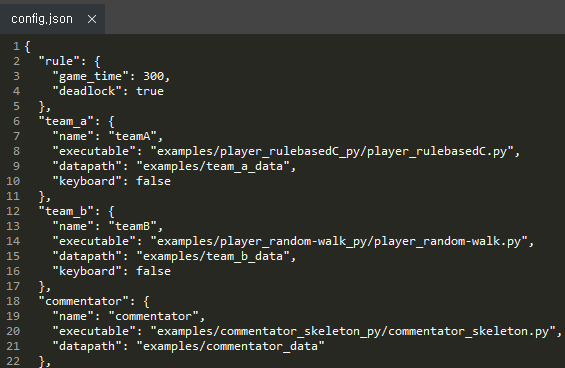 config.json ×
1 {
2   "rule": {
3     "game_time": 300,
4     "deadlock": true
5   },
6   "team_a": {
7     "name": "teamA",
8     "executable": "examples/player_rulebasedC_py/player_rulebasedC.py",
9     "datapath": "examples/team_a_data",
10     "keyboard": false
11   },
12   "team_b": {
13     "name": "teamB",
14     "executable": "examples/player_random-walk_py/player_random-walk.py",
15     "datapath": "examples/team_b_data",
16     "keyboard": false
17   },
18   "commentator": {
19     "name": "commentator",
20     "executable": "examples/commentator_skeleton_py/commentator_skeleton.py",
21     "datapath": "examples/commentator_data"
22   },